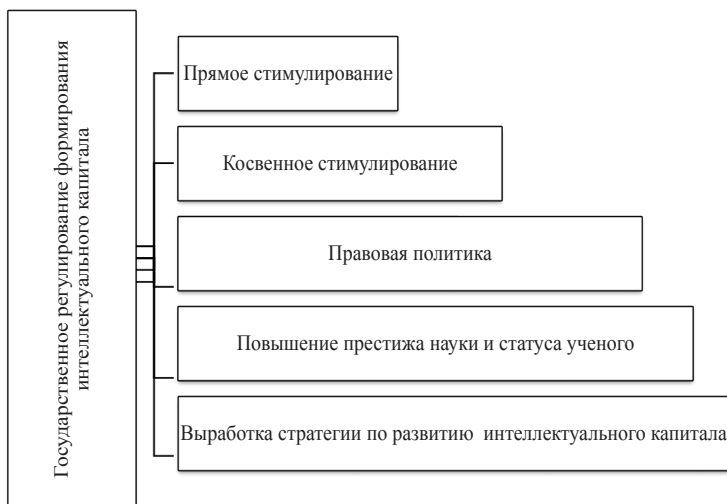 Государственное регулирование формирования
интеллектуального капитала
Прямое стимулирование
Косвенное стимулирование
Правовая политика
Повышение престижа науки и статуса ученого
Выработка стратегии по развитию интеллектуального капитала